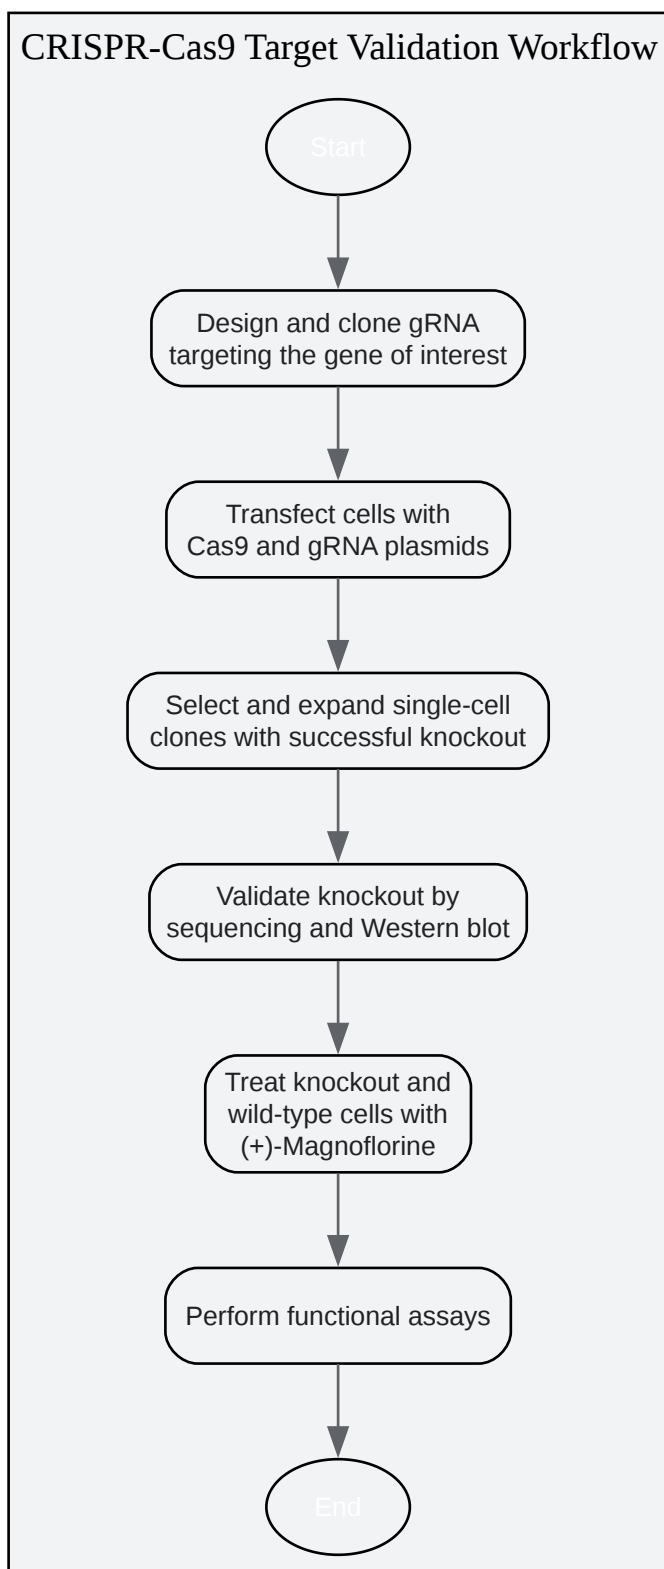 CRISPR-Cas9 Target Validation Workflow
Start
Design and clone gRNA
targeting the gene of interest
Transfect cells with
Cas9 and gRNA plasmids
Select and expand single-cell
clones with successful knockout
Validate knockout by
sequencing and Western blot
Treat knockout and
wild-type cells with
(+)-Magnoflorine
Perform functional assays
End